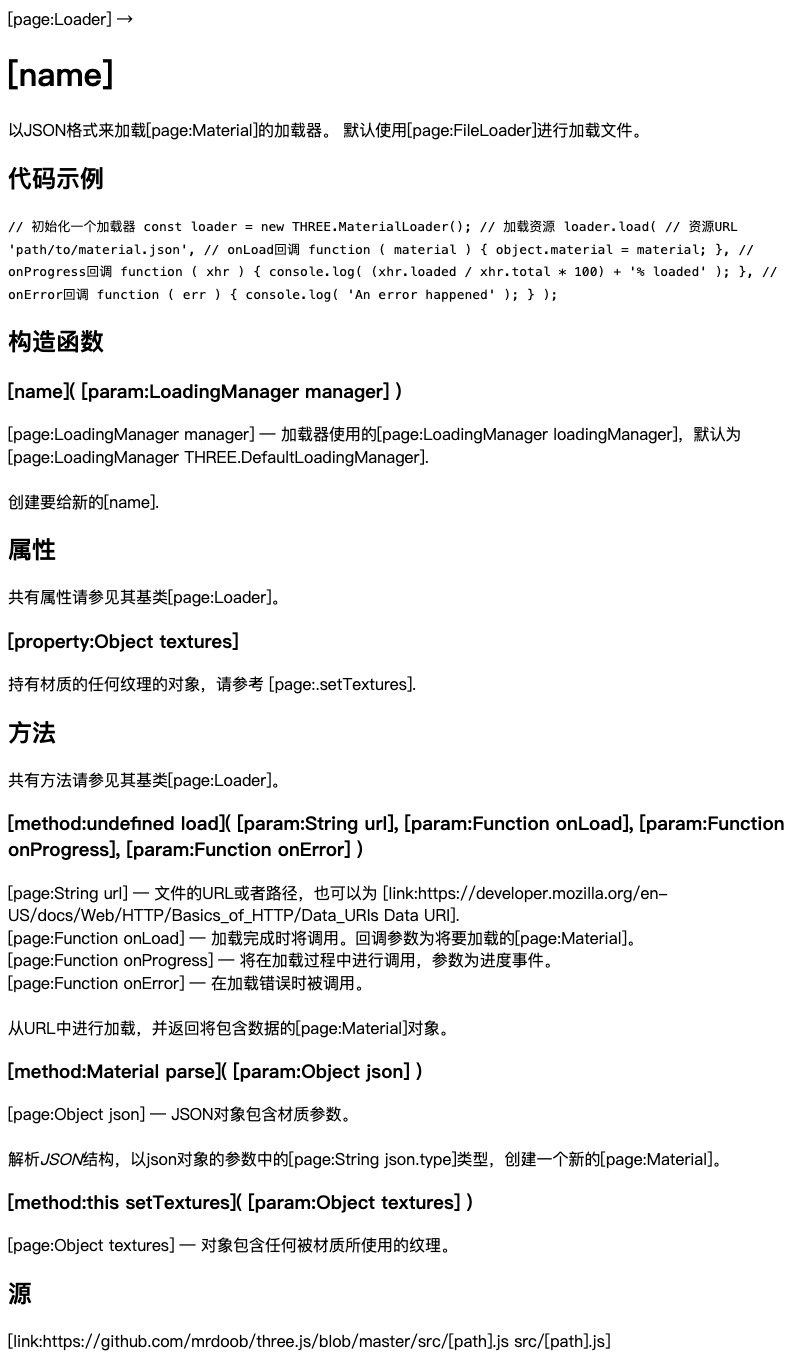 [page:Loader] →
[name]
以JSON格式来加载[page:Material]的加载器。 默认使用[page:FileLoader]进行加载文件。
代码示例
// 初始化一个加载器 const loader = new THREE.MaterialLoader(); // 加载资源 loader.load( // 资源URL
'path/to/material.json', // onLoad回调 function ( material ) { object.material = material; }, //
onProgress回调 function ( xhr ) { console.log( (xhr.loaded / xhr.total * 100) + '% loaded' ); }, //
onError回调 function ( err ) { console.log( 'An error happened' ); } );
构造函数
[name]( [param:LoadingManager manager] )
[page:LoadingManager manager] — 加载器使用的[page:LoadingManager loadingManager]，默认为
[page:LoadingManager THREE.DefaultLoadingManager].
创建要给新的[name].
属性
共有属性请参见其基类[page:Loader]。
[property:Object textures]
持有材质的任何纹理的对象，请参考 [page:.setTextures].
方法
共有方法请参见其基类[page:Loader]。
[method:undefined load]( [param:String url], [param:Function onLoad], [param:Function
onProgress], [param:Function onError] )
[page:String url] — 文件的URL或者路径，也可以为 [link:https://developer.mozilla.org/en-
US/docs/Web/HTTP/Basics_of_HTTP/Data_URIs Data URI].
[page:Function onLoad] — 加载完成时将调用。回调参数为将要加载的[page:Material]。
[page:Function onProgress] — 将在加载过程中进行调用，参数为进度事件。
[page:Function onError] — 在加载错误时被调用。
从URL中进行加载，并返回将包含数据的[page:Material]对象。
[method:Material parse]( [param:Object json] )
[page:Object json] — JSON对象包含材质参数。
解析JSON结构，以json对象的参数中的[page:String json.type]类型，创建一个新的[page:Material]。
[method:this setTextures]( [param:Object textures] )
[page:Object textures] — 对象包含任何被材质所使用的纹理。
源
[link:https://github.com/mrdoob/three.js/blob/master/src/[path].js src/[path].js]